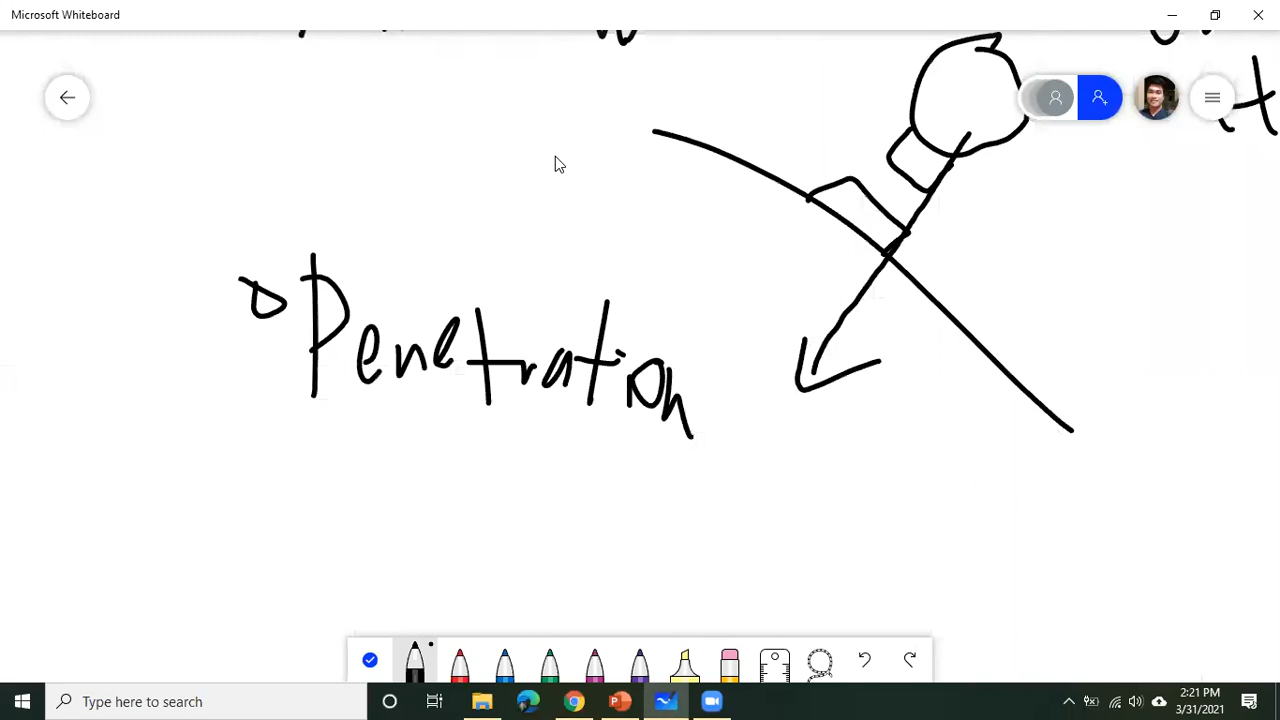 Microsoft Whiteboard
Penetration
Type here to search
2:21 PM
3/31/2021